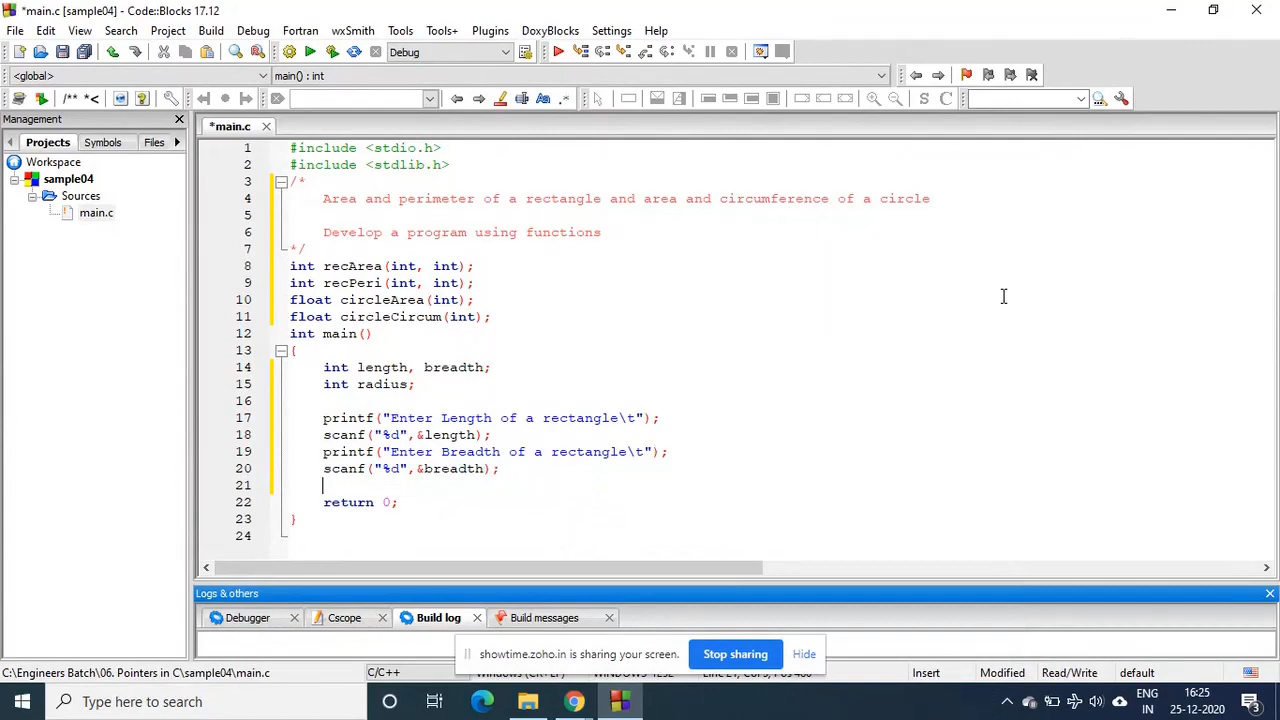 *main.c [sample04] - Code::Blocks 17.12
File Edit View Search Project Build Debug Fortran wxSmith Tools Tools+ Plugins DoxyBlocks Settings Help
Debug
<global> main() : int
/** *<
Management
Projects Symbols Files
*main.c
Workspace
sample04
Sources
main.c
1 #include <stdio.h>
2 #include <stdlib.h>
3 /*
4 Area and perimeter of a rectangle and area and circumference of a circle
5
6 Develop a program using functions
7 */
8 int recArea(int, int);
9 int recPeri(int, int);
10 float circleArea(int);
11 float circleCircum(int);
12 int main()
13 {
14 int length, breadth;
15 int radius;
16
17 printf("Enter Length of a rectangle\t");
18 scanf("%d",&length);
19 printf("Enter Breadth of a rectangle\t");
20 scanf("%d",&breadth);
21
22 return 0;
23 }
24
Logs & others
Debugger Cscope Build log Build messages
showtime.zoho.in is sharing your screen. Stop sharing Hide
C:\Engineers Batch\06. Pointers in C\sample04\main.c C/C++ Insert Modified Read/Write default
Type here to search
ENG
IN
16:25
25-12-2020
3